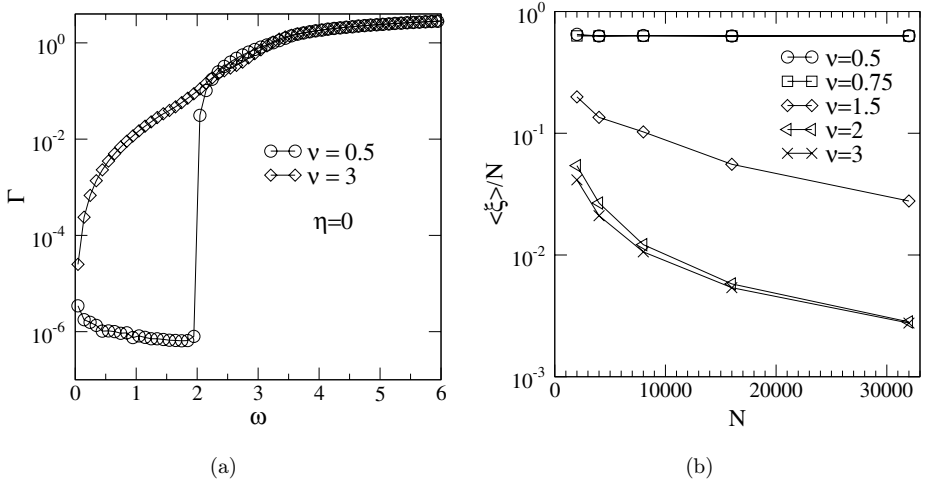 10^0
10^-2
10^-4
10^-6
Γ
0 1 2 3 4 5 6
ω
ν = 0.5
ν = 3
η=0
(a)
0 10000 20000 30000
10^0
10^-1
10^-2
10^-3
<ξ>/N
N
ν=0.5
ν=0.75
ν=1.5
ν=2
ν=3
(b)